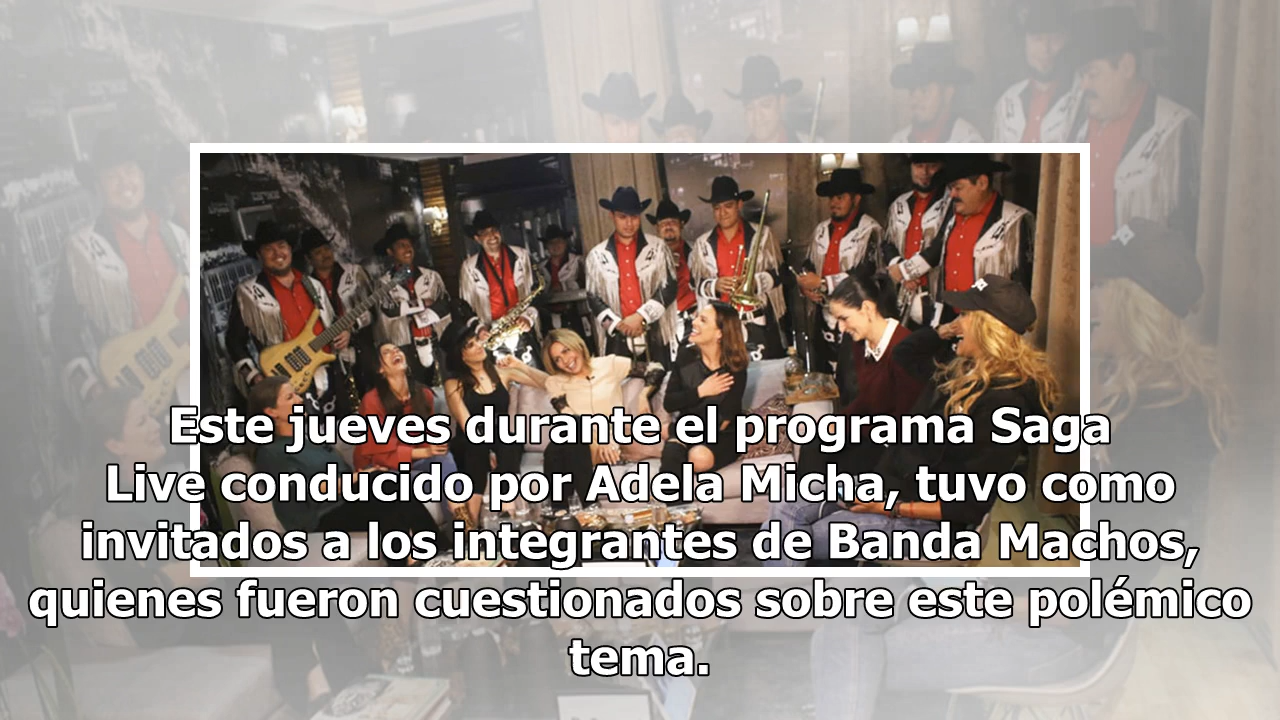 Este jueves durante el programa Saga
Live conducido por Adela Micha, tuvo como
invitados a los integrantes de Banda Machos,
quienes fueron cuestionados sobre este polémico
tema.